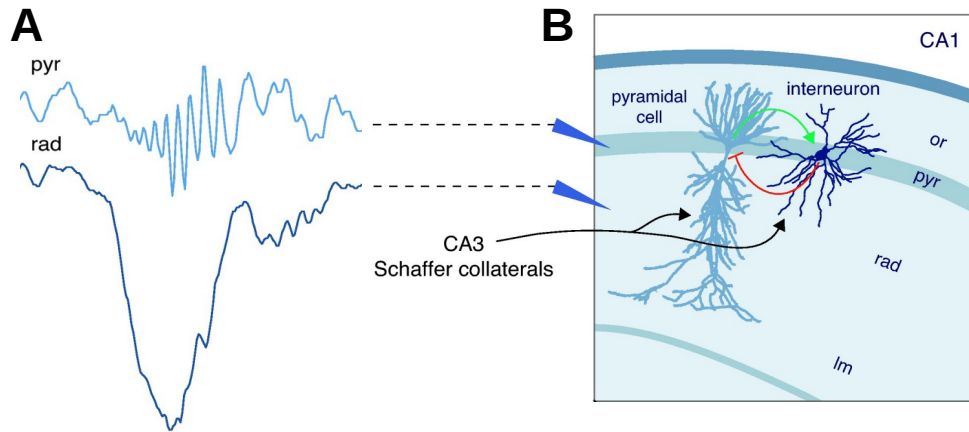 A
pyr
rad
B
CA1
pyramidal
cell
interneuron
or
pyr
rad
lm
CA3
Schaffer collaterals